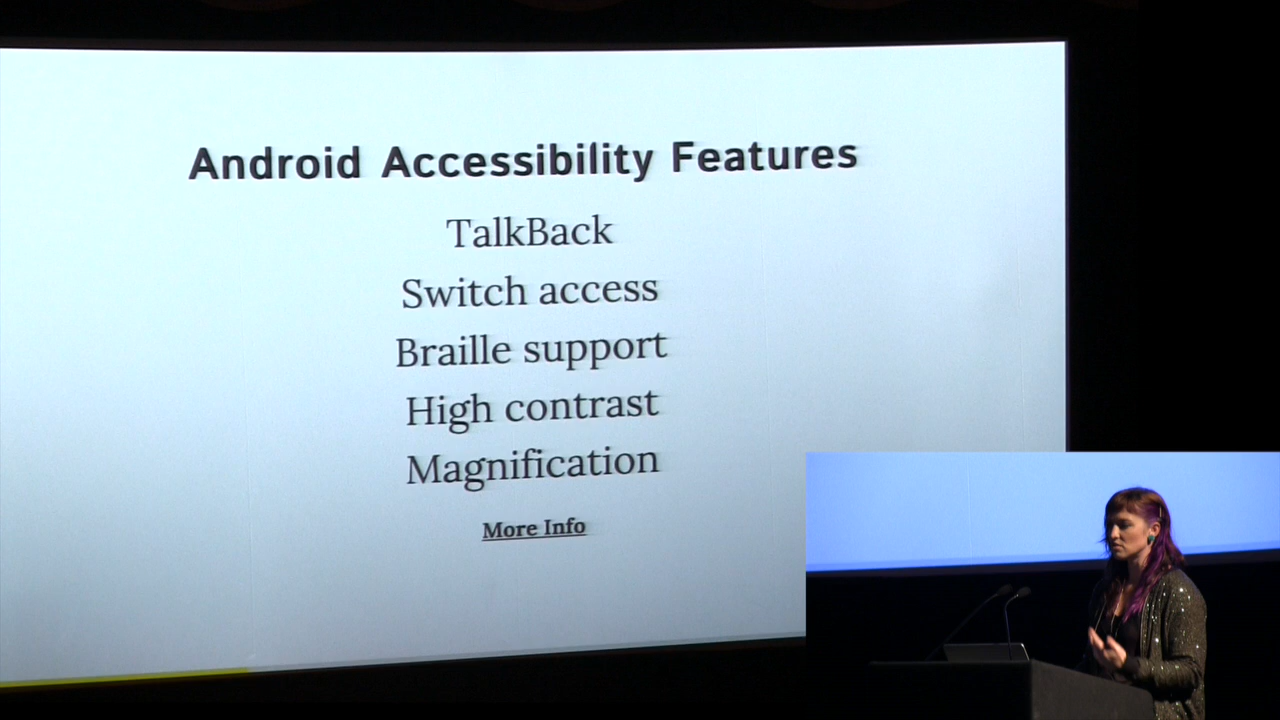 Android Accessibility Features
TalkBack
Switch access
Braille support
High contrast
Magnification
More Info